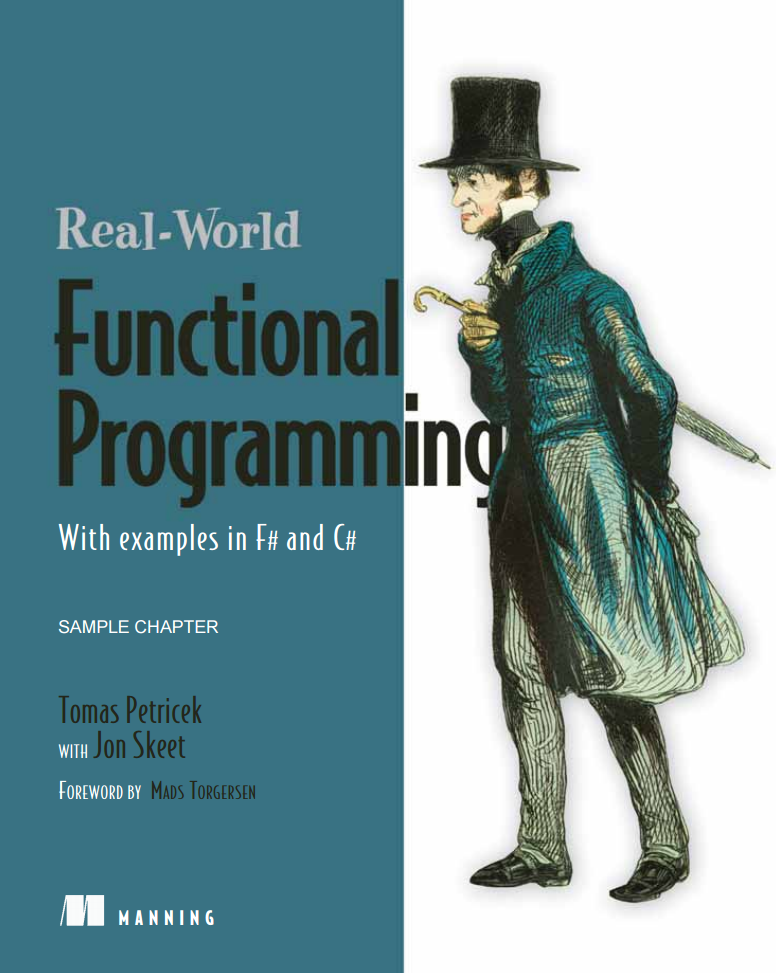 Real-World
Functional
Programming
With examples in F# and C#
SAMPLE CHAPTER
Tomas Petricek
WITH Jon Skeet
FOREWORD BY MADS TORGERSEN
MANNING